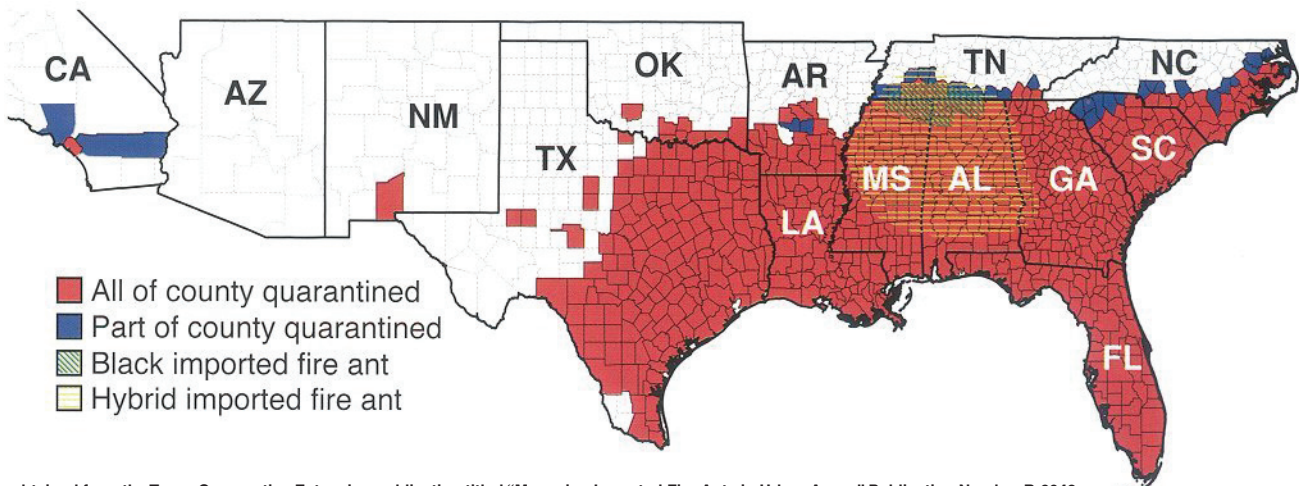 CA
AZ
NM
OK
TX
AR
LA
TN
MS
AL
GA
NC
SC
FL
All of county quarantined
Part of county quarantined
Black imported fire ant
Hybrid imported fire ant